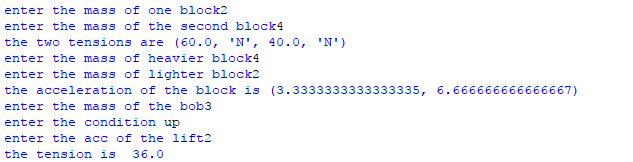 enter the mass of one block2
enter the mass of the second block4
the two tensions are (60.0, 'N', 40.0, 'N')
enter the mass of heavier block4
enter the mass of lighter block2
the acceleration of the block is (3.3333333333333335, 6.666666666666667)
enter the mass of the bob3
enter the condition up
enter the acc of the lift2
the tension is  36.0